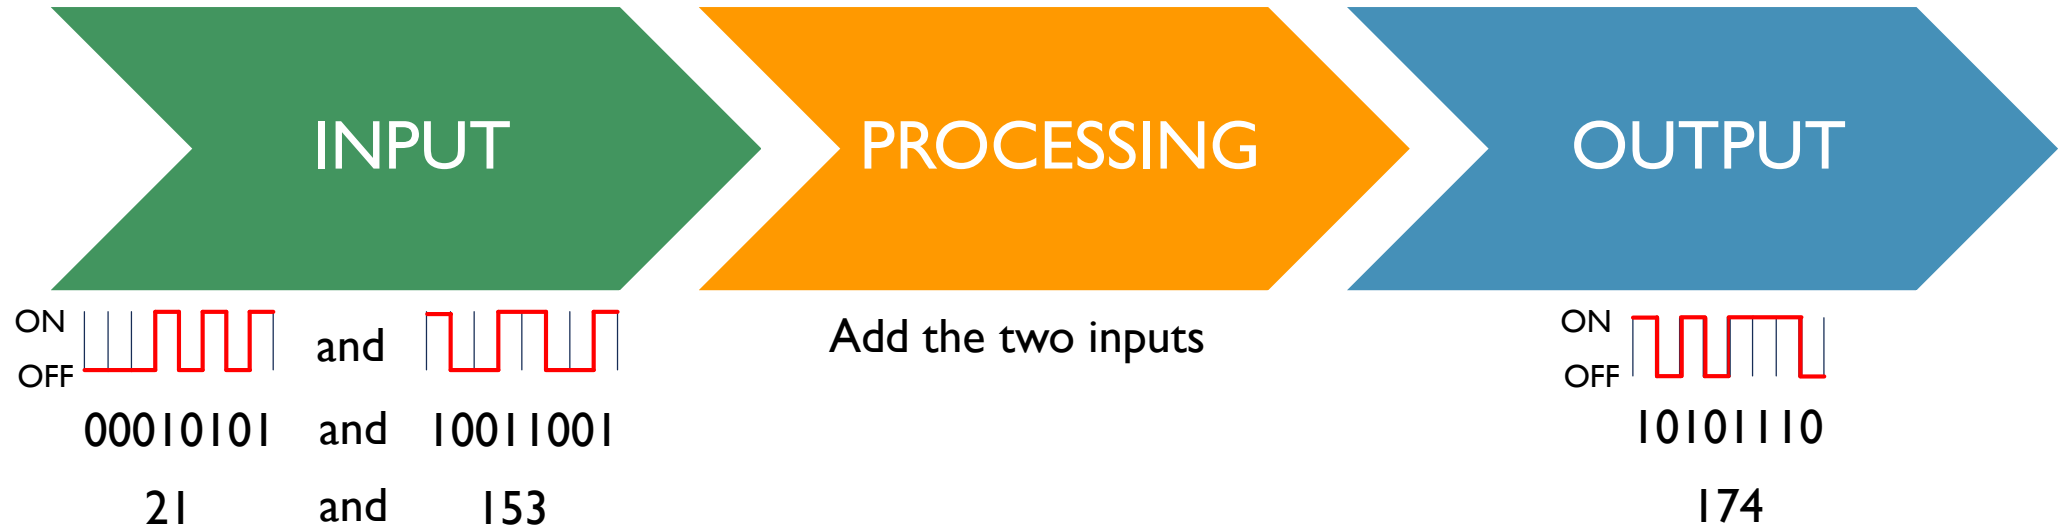 INPUT
PROCESSING
OUTPUT
ON
OFF
and
00010101 and 10011001
21 and 153
Add the two inputs
ON
OFF
10101110
174